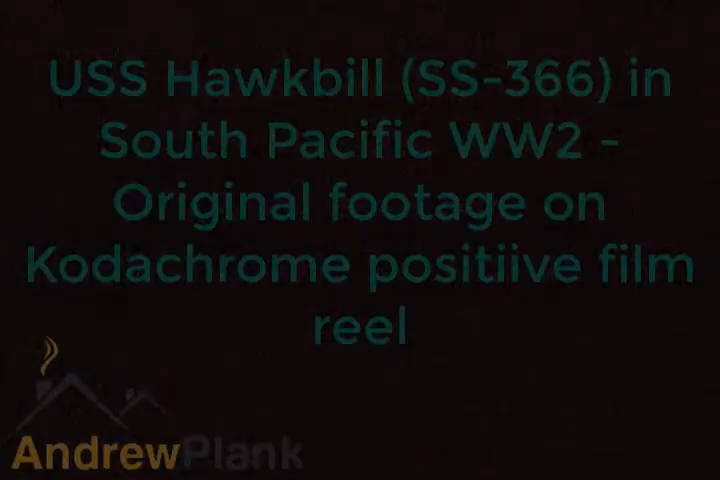 USS Hawkbill (SS-366) in
South Pacific WW2 -
Original footage on
Kodachrome positiive film
reel
AndrewPlank